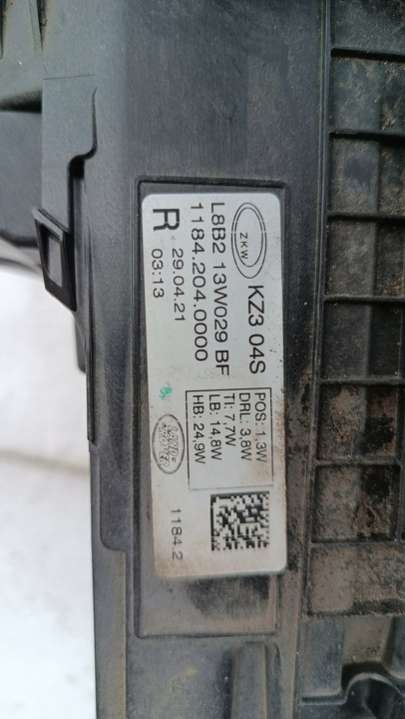 ZKW
KZ3 04S
L8B2 13W029 BF
1184.204.0000
R
29.04.21
03:13
POS: 1,3W
DRL: 3,8W
TI: 7,7W
LB: 14,8W
HB: 24,9W
1184.2